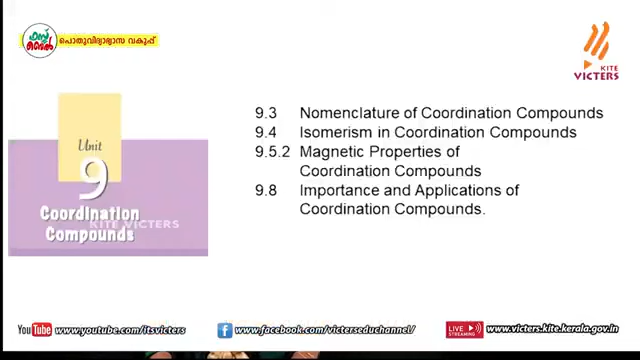 ഫസ്റ്റ് ബെൽ
പൊതുവിദ്യാഭ്യാസ വകുപ്പ്
KITE
VICTERS
Unit
9
Coordination
Compounds
KITE VICTERS
9.3 Nomenclature of Coordination Compounds
9.4 Isomerism in Coordination Compounds
9.5.2 Magnetic Properties of
Coordination Compounds
9.8 Importance and Applications of
Coordination Compounds.
YouTube www.youtube.com/itsvicters
f www.facebook.com/victerseduchannel/
LIVE STREAMING www.victers.kite.kerala.gov.in